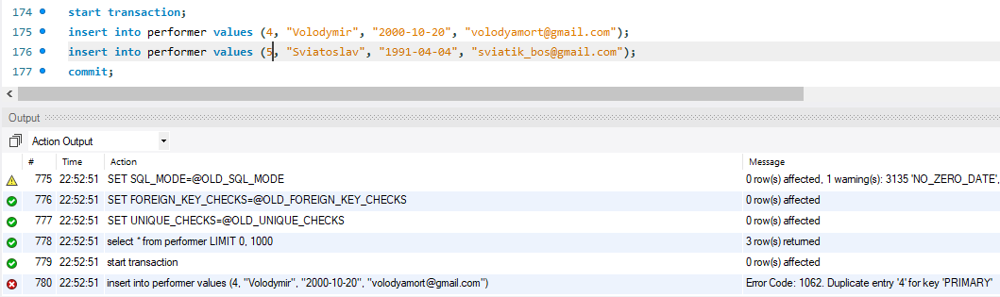 174 start transaction;
175 insert into performer values (4, "Volodymir", "2000-10-20", "volodyamort@gmail.com");
176 insert into performer values (5, "Sviatoslav", "1991-04-04", "sviatik_bos@gmail.com");
177 commit;
Output
Action Output
# Time Action Message
775 22:52:51 SET SQL_MODE=@OLD_SQL_MODE 0 row(s) affected, 1 warning(s): 3135 'NO_ZERO_DATE',
776 22:52:51 SET FOREIGN_KEY_CHECKS=@OLD_FOREIGN_KEY_CHECKS 0 row(s) affected
777 22:52:51 SET UNIQUE_CHECKS=@OLD_UNIQUE_CHECKS 0 row(s) affected
778 22:52:51 select * from performer LIMIT 0, 1000 3 row(s) returned
779 22:52:51 start transaction 0 row(s) affected
780 22:52:51 insert into performer values (4, "Volodymir", "2000-10-20", "volodyamort@gmail.com") Error Code: 1062. Duplicate entry '4' for key 'PRIMARY'